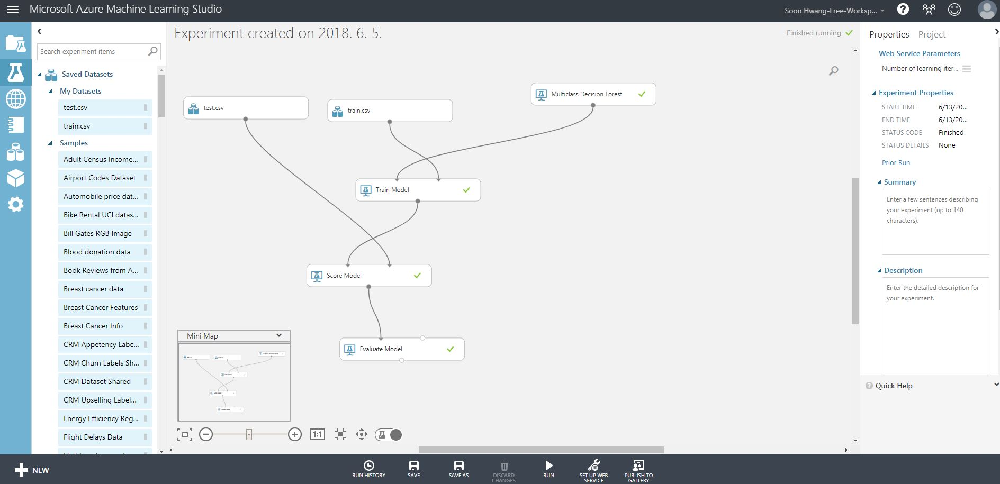 Microsoft Azure Machine Learning Studio
Soon Hwang-Free-Worksp...
Search experiment items
Saved Datasets
My Datasets
test.csv
train.csv
Samples
Adult Census Income...
Airport Codes Dataset
Automobile price dat...
Bike Rental UCI datas...
Bill Gates RGB Image
Blood donation data
Book Reviews from A...
Breast cancer data
Breast Cancer Features
Breast Cancer Info
CRM Appetency Labe...
CRM Churn Labels Sh...
CRM Dataset Shared
CRM Upselling Label...
Energy Efficiency Reg...
Flight Delays Data
Experiment created on 2018. 6. 5.
Finished running
test.csv
train.csv
Multiclass Decision Forest
Train Model
Score Model
Evaluate Model
Mini Map
1:1
Properties
Project
Web Service Parameters
Number of learning iter...
Experiment Properties
START TIME 6/13/20...
END TIME 6/13/20...
STATUS CODE Finished
STATUS DETAILS None
Prior Run
Summary
Enter a few sentences describing
your experiment (up to 140
characters).
Description
Enter the detailed description for
your experiment.
? Quick Help
NEW
RUN HISTORY
SAVE
SAVE AS
DISCARD
CHANGES
RUN
SET UP WEB
SERVICE
PUBLISH TO
GALLERY